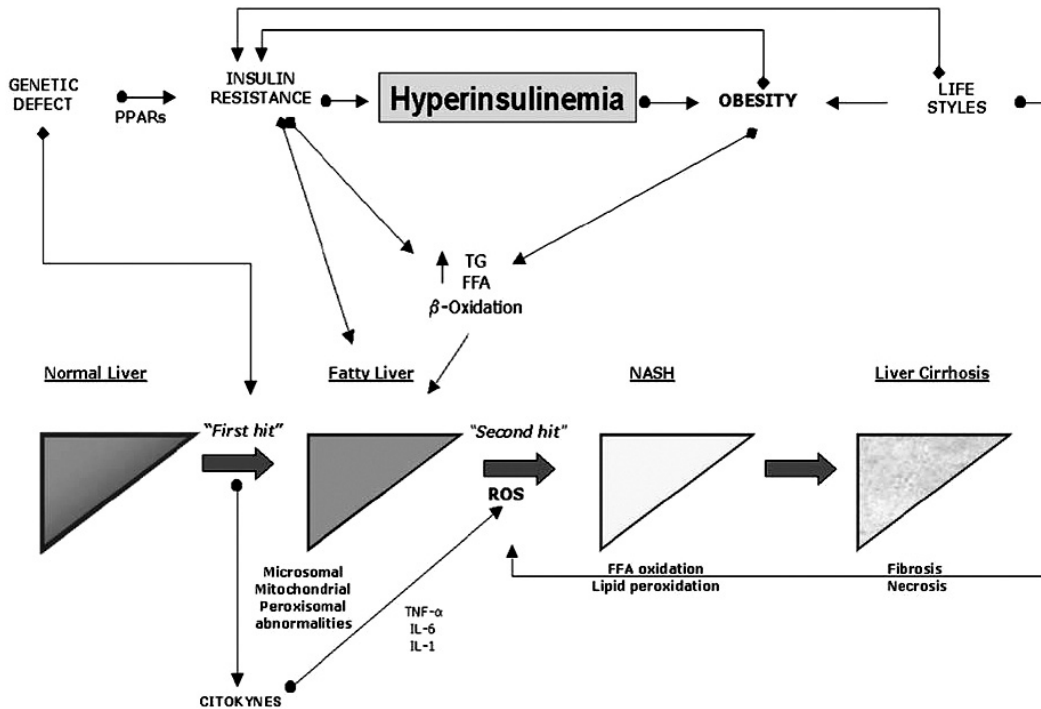 GENETIC
DEFECT
PPARs
INSULIN
RESISTANCE
Hyperinsulinemia
OBESITY
LIFE
STYLES
TG
FFA
β-Oxidation
Normal Liver
Fatty Liver
NASH
Liver Cirrhosis
"First hit"
"Second hit"
ROS
Microsomal
Mitochondrial
Peroxisomal
abnormalities
FFA oxidation
Lipid peroxidation
Fibrosis
Necrosis
TNF-α
IL-6
IL-1
CITOKYNES